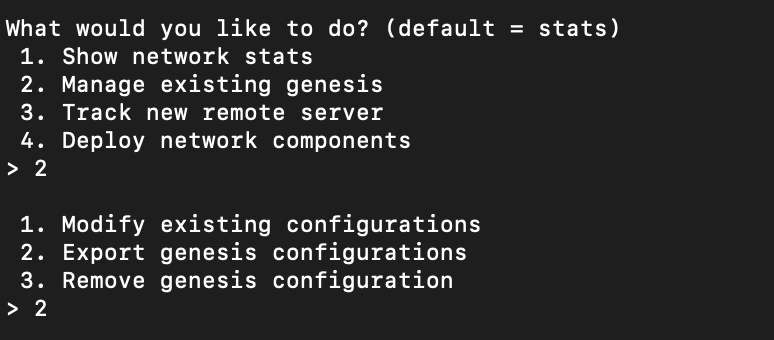 What would you like to do? (default = stats)
1. Show network stats
2. Manage existing genesis
3. Track new remote server
4. Deploy network components
> 2
1. Modify existing configurations
2. Export genesis configurations
3. Remove genesis configuration
> 2